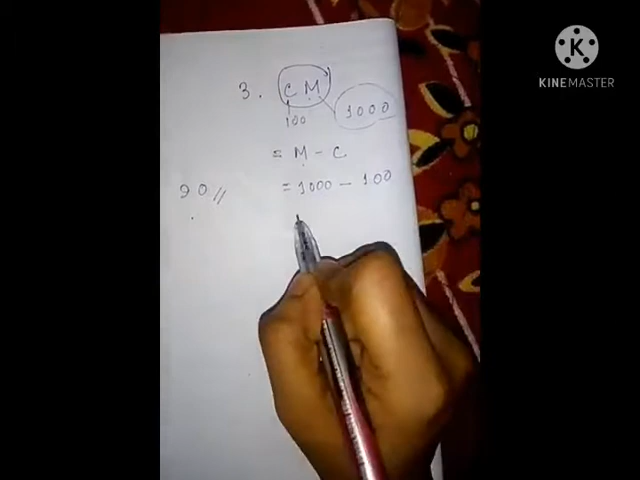 3. CM
100 1000
= M - C
= 1000 - 100
90 //
KINEMASTER